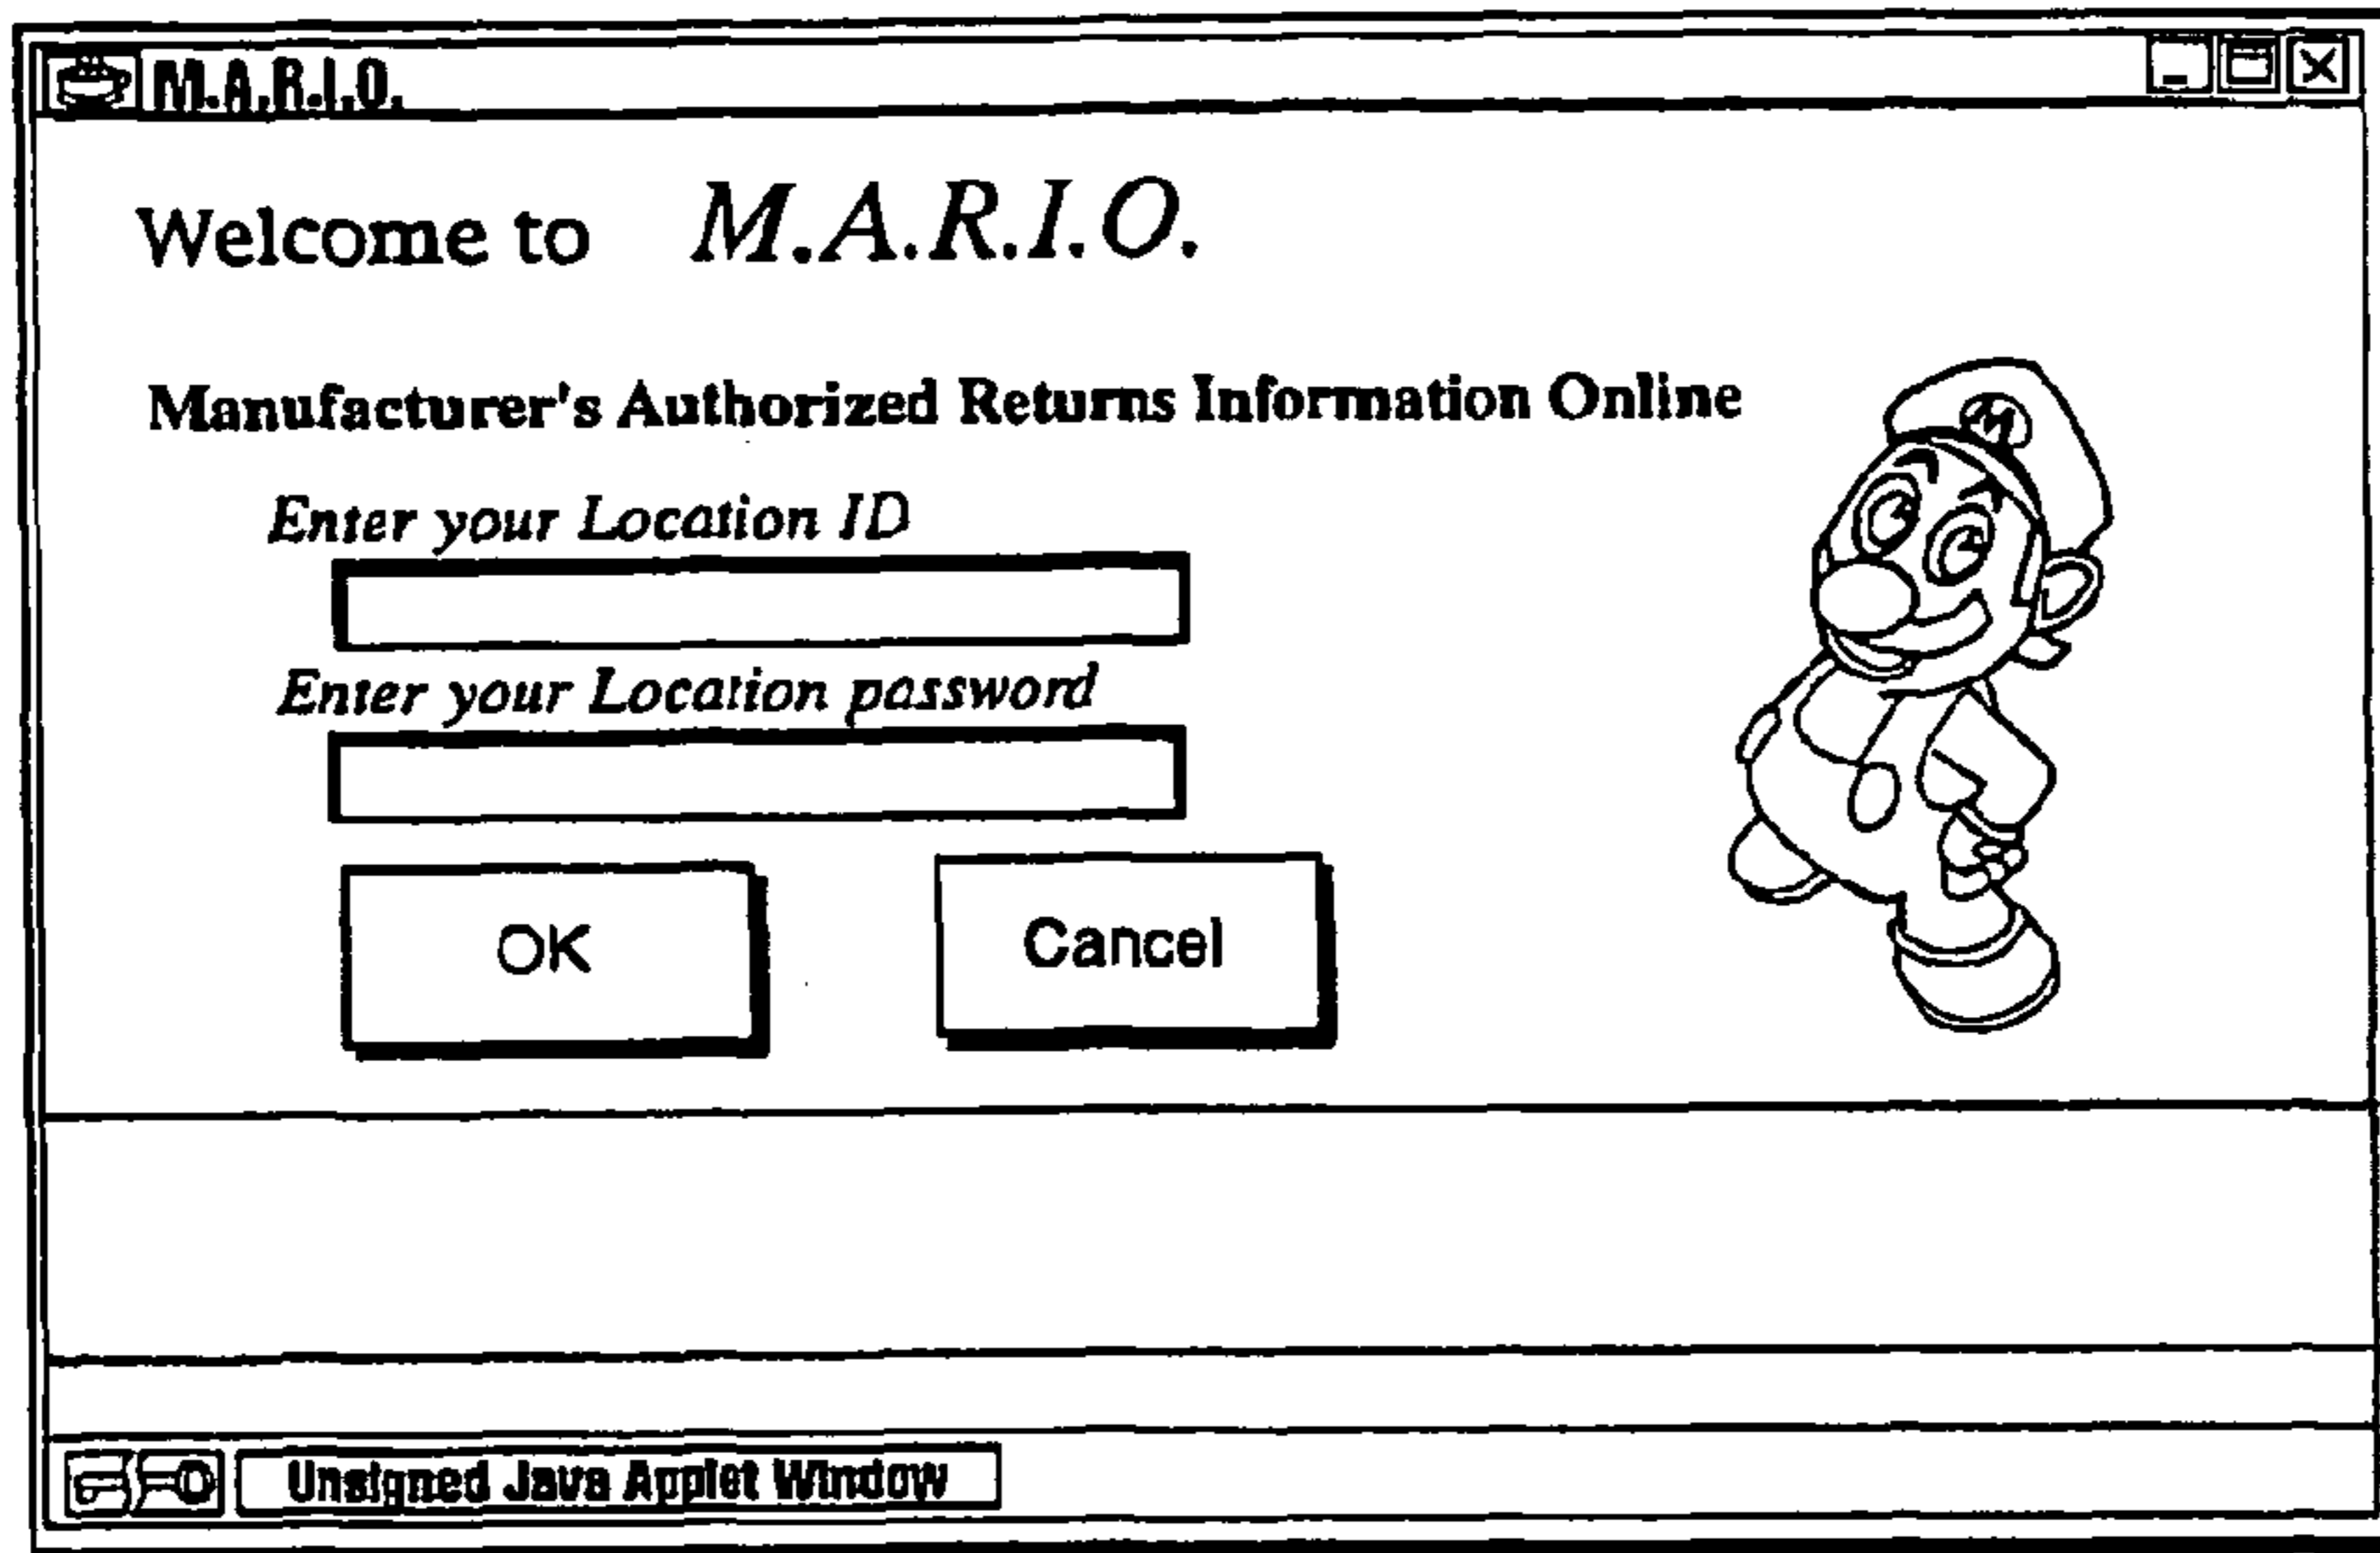 M.A.R.I.O.
Welcome to M.A.R.I.O.
Manufacturer's Authorized Returns Information Online
M
Enter your Location ID
Enter your Location password
OK Cancel
Unsigned Java Applet Window